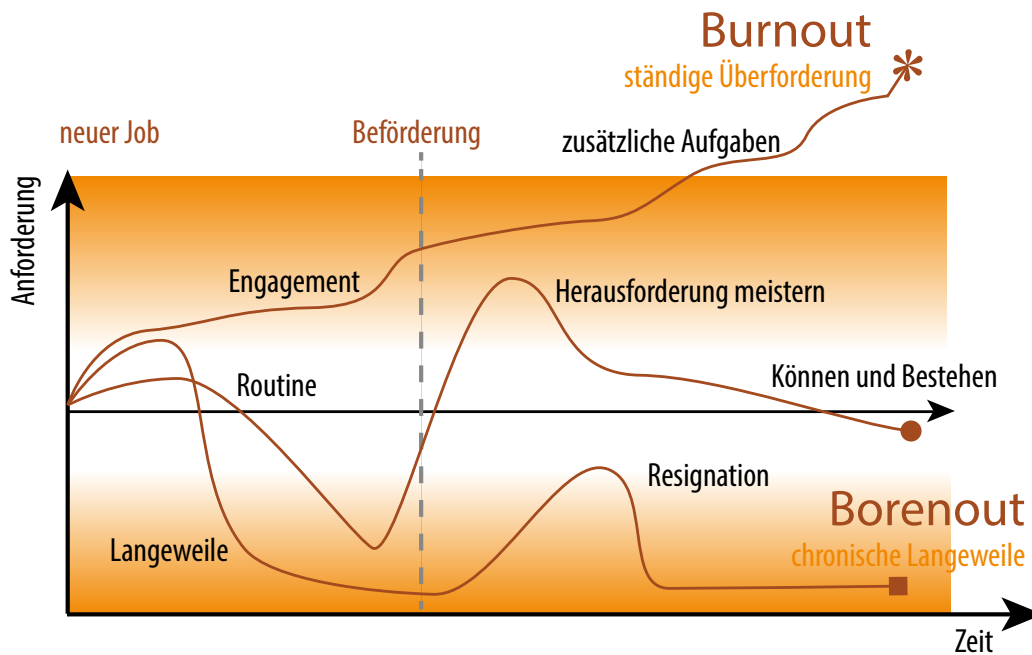 Burnout
ständige Überforderung
neuer Job
Beförderung
zusätzliche Aufgaben
Anforderung
Engagement
Herausforderung meistern
Routine
Können und Bestehen
Resignation
Langeweile
Borenout
chronische Langeweile
Zeit